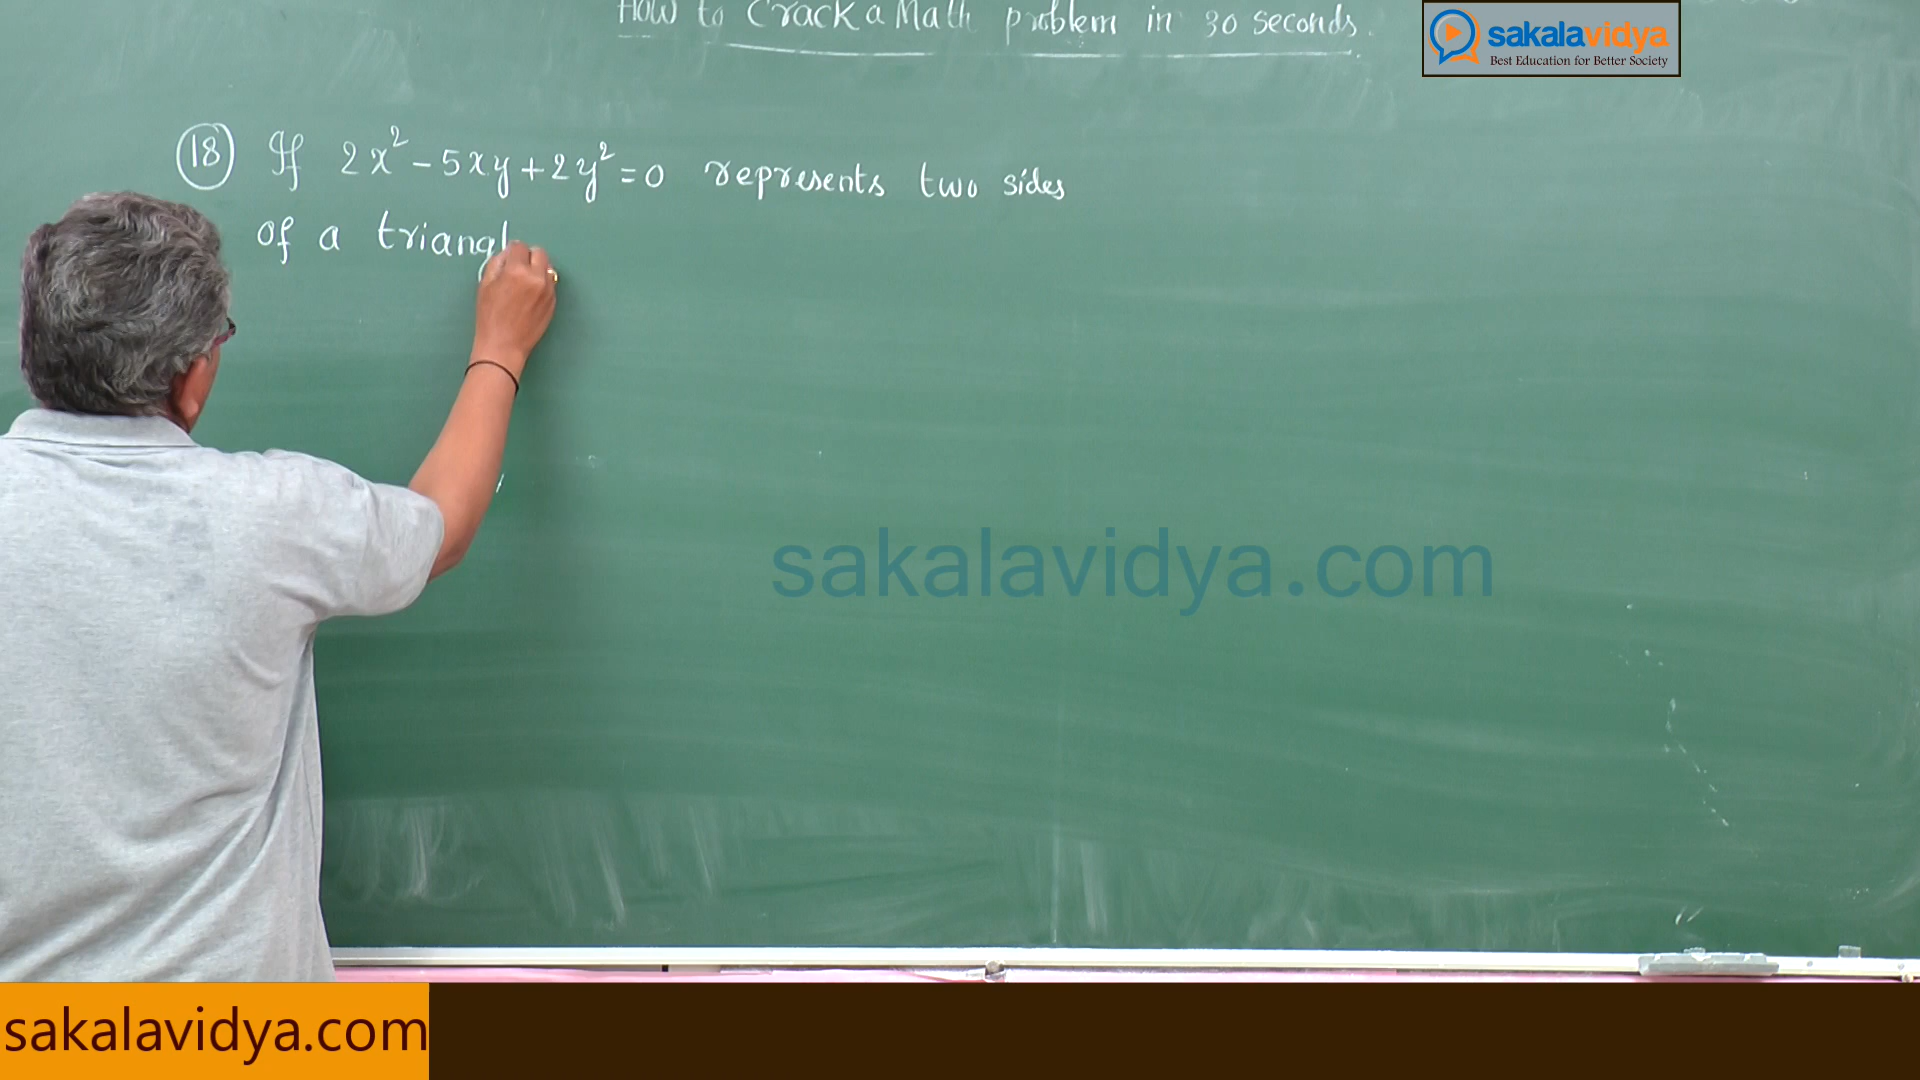 How to Crack a Math problem in 30 seconds.
sakalavidya
Best Education for Better Society
(18) If 2x² - 5xy + 2y² = 0 represents two sides
of a triangl
sakalavidya.com
sakalavidya.com